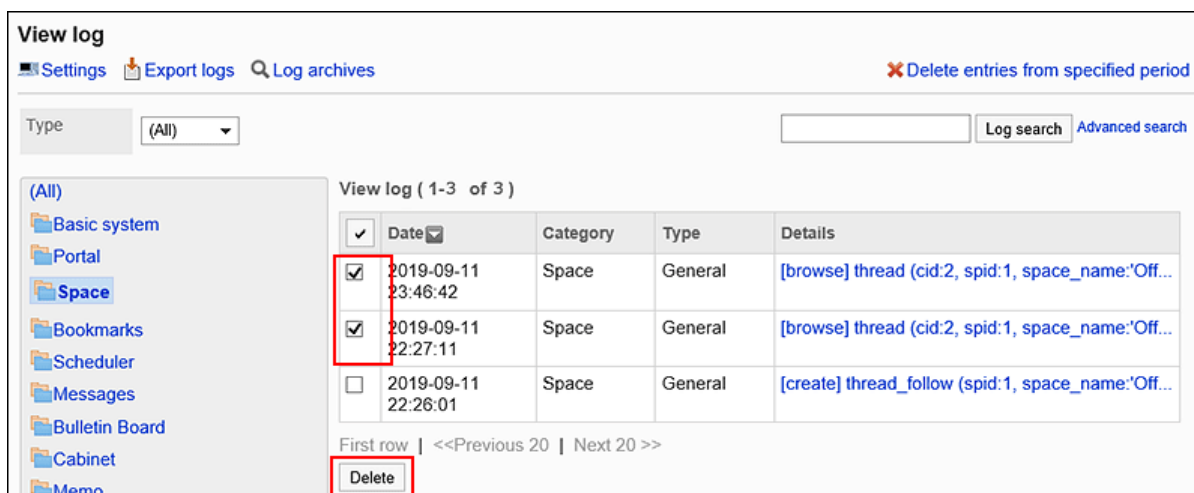 View log
Settings Export logs Log archives Delete entries from specified period
Type (All) Log search Advanced search
(All)
Basic system
Portal
Space
Bookmarks
Scheduler
Messages
Bulletin Board
Cabinet
Memo
View log ( 1-3 of 3 )
Date Category Type Details
2019-09-11 Space General [browse] thread (cid:2, spid:1, space_name:'Off...
23:46:42
2019-09-11 Space General [browse] thread (cid:2, spid:1, space_name:'Off...
22:27:11
2019-09-11 Space General [create] thread_follow (spid:1, space_name:'Off...
22:26:01
First row | <<Previous 20 | Next 20 >>
Delete